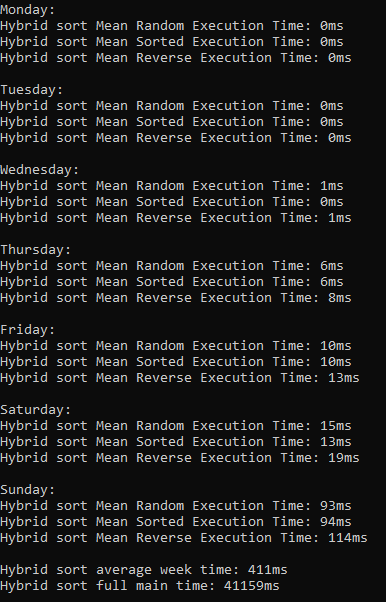 Monday:
Hybrid sort Mean Random Execution Time: 0ms
Hybrid sort Mean Sorted Execution Time: 0ms
Hybrid sort Mean Reverse Execution Time: 0ms
Tuesday:
Hybrid sort Mean Random Execution Time: 0ms
Hybrid sort Mean Sorted Execution Time: 0ms
Hybrid sort Mean Reverse Execution Time: 0ms
Wednesday:
Hybrid sort Mean Random Execution Time: 1ms
Hybrid sort Mean Sorted Execution Time: 0ms
Hybrid sort Mean Reverse Execution Time: 1ms
Thursday:
Hybrid sort Mean Random Execution Time: 6ms
Hybrid sort Mean Sorted Execution Time: 6ms
Hybrid sort Mean Reverse Execution Time: 8ms
Friday:
Hybrid sort Mean Random Execution Time: 10ms
Hybrid sort Mean Sorted Execution Time: 10ms
Hybrid sort Mean Reverse Execution Time: 13ms
Saturday:
Hybrid sort Mean Random Execution Time: 15ms
Hybrid sort Mean Sorted Execution Time: 13ms
Hybrid sort Mean Reverse Execution Time: 19ms
Sunday:
Hybrid sort Mean Random Execution Time: 93ms
Hybrid sort Mean Sorted Execution Time: 94ms
Hybrid sort Mean Reverse Execution Time: 114ms
Hybrid sort average week time: 411ms
Hybrid sort full main time: 41159ms